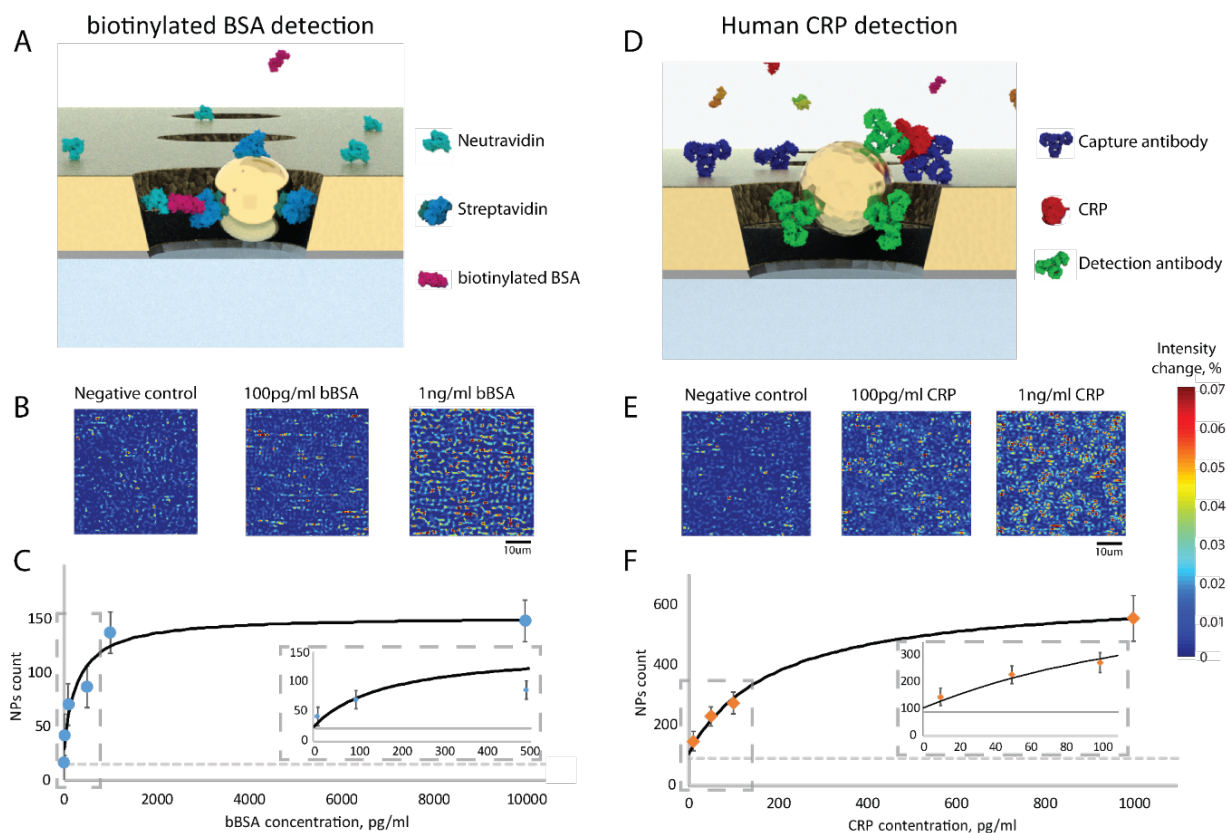 A
biotinylated BSA detection
Neutravidin
Streptavidin
biotinylated BSA
D
Human CRP detection
Capture antibody
CRP
Detection antibody
B
Negative control
100pg/ml bBSA
1ng/ml bBSA
10um
E
Negative control
100pg/ml CRP
1ng/ml CRP
10um
Intensity
change, %
0.07
0.06
0.05
0.04
0.03
0.02
0.01
0
C
NPs count
150
100
50
0
0
2000
4000
6000
8000
10000
bBSA concentration, pg/ml
150
100
50
0
0
100
200
300
400
500
F
NPs count
600
400
200
0
0
200
400
600
800
1000
CRP contentration, pg/ml
300
200
100
0
0
20
40
60
80
100